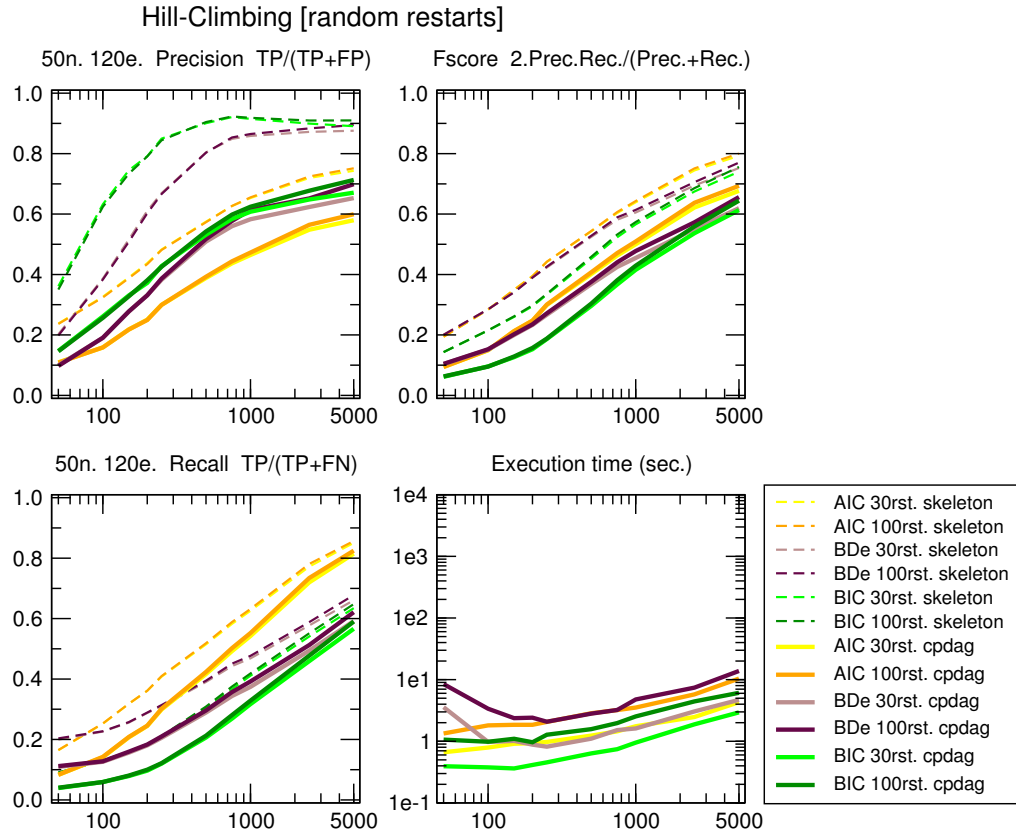 Hill-Climbing [random restarts]
50n. 120e. Precision TP/(TP+FP)
1.0
0.8
0.6
0.4
0.2
0.0
100
1000
5000
Fscore 2.Prec.Rec./(Prec.+Rec.)
1.0
0.8
0.6
0.4
0.2
0.0
100
1000
5000
50n. 120e. Recall TP/(TP+FN)
1.0
0.8
0.6
0.4
0.2
0.0
100
1000
5000
Execution time (sec.)
1e4
1e3
1e2
1e1
1
1e-1
100
1000
5000
AIC 30rst. skeleton
AIC 100rst. skeleton
BDe 30rst. skeleton
BDe 100rst. skeleton
BIC 30rst. skeleton
BIC 100rst. skeleton
AIC 30rst. cpdag
AIC 100rst. cpdag
BDe 30rst. cpdag
BDe 100rst. cpdag
BIC 30rst. cpdag
BIC 100rst. cpdag